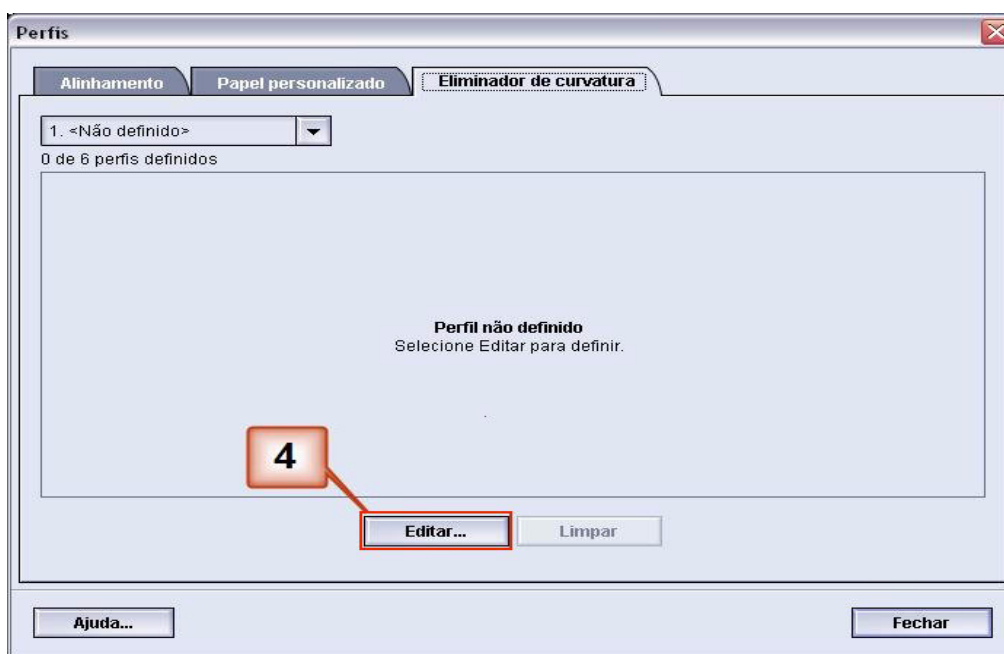 Perfis
Alinhamento
Papel personalizado
Eliminador de curvatura
1. <Não definido>
0 de 6 perfis definidos
Perfil não definido
Selecione Editar para definir.
4
Editar...
Limpar
Ajuda...
Fechar